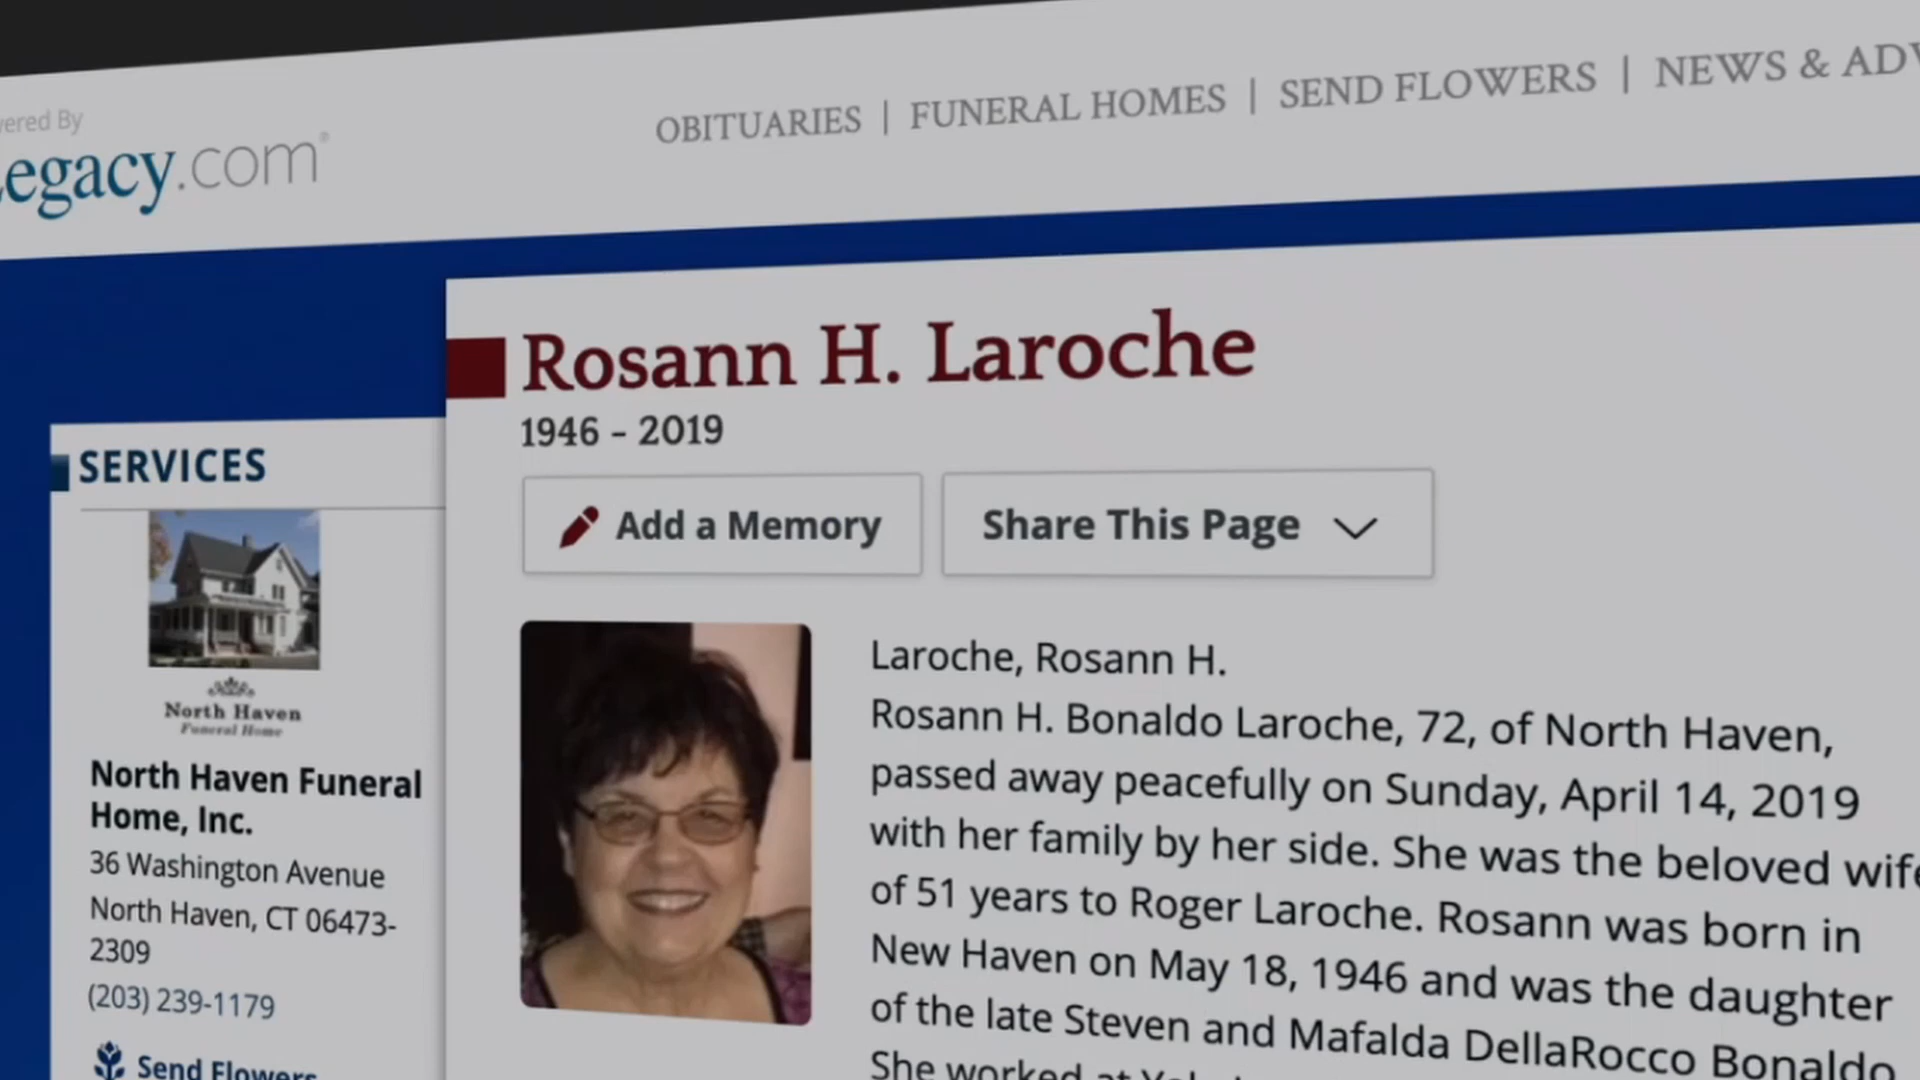 ered By
egacy.com®
OBITUARIES | FUNERAL HOMES | SEND FLOWERS | NEWS &
Rosann H. Laroche
1946 - 2019
Add a Memory
Share This Page
SERVICES
North Haven
Funeral Home
North Haven Funeral
Home, Inc.
36 Washington Avenue
North Haven, CT 06473-
2309
(203) 239-1179
Send Flowers
Laroche, Rosann H.
Rosann H. Bonaldo Laroche, 72, of North Haven,
passed away peacefully on Sunday, April 14, 2019
with her family by her side. She was the beloved wife
of 51 years to Roger Laroche. Rosann was born in
New Haven on May 18, 1946 and was the daughter
of the late Steven and Mafalda DellaRocco Bonaldo
She worked at